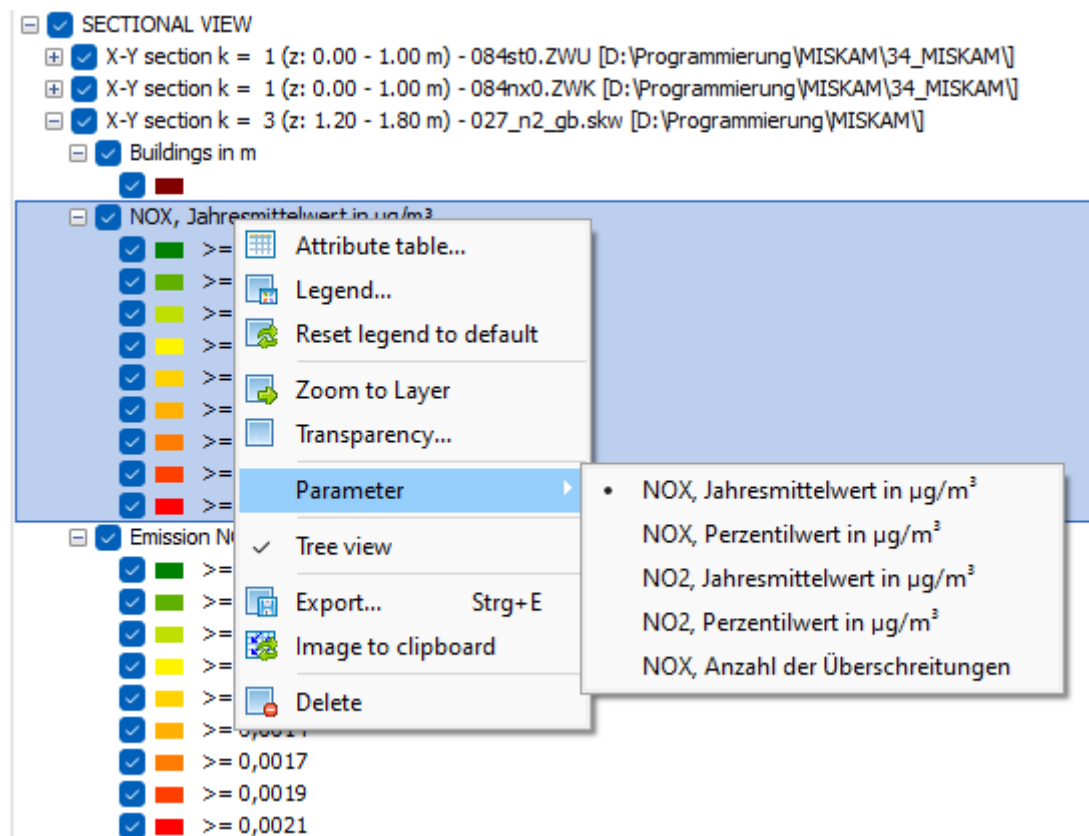 SECTIONAL VIEW
X-Y section k = 1 (z: 0.00 - 1.00 m) - 084st0.ZWU [D:\Programmierung\MISKAM\34_MISKAM\]
X-Y section k = 1 (z: 0.00 - 1.00 m) - 084nx0.ZWK [D:\Programmierung\MISKAM\34_MISKAM\]
X-Y section k = 3 (z: 1.20 - 1.80 m) - 027_n2_gb.skw [D:\Programmierung\MISKAM\]
Buildings in m
NOX, Jahresmittelwert in µg/m³
>=
>=
>=
>=
>=
>=
>=
>=
>=
Attribute table...
Legend...
Reset legend to default
Zoom to Layer
Transparency...
Parameter
Tree view
Export... Strg+E
Image to clipboard
Delete
NOX, Jahresmittelwert in µg/m³
NOX, Perzentilwert in µg/m³
NO2, Jahresmittelwert in µg/m³
NO2, Perzentilwert in µg/m³
NOX, Anzahl der Überschreitungen
Emission
>=
>=
>=
>=
>=
>= 0,0014
>= 0,0017
>= 0,0019
>= 0,0021